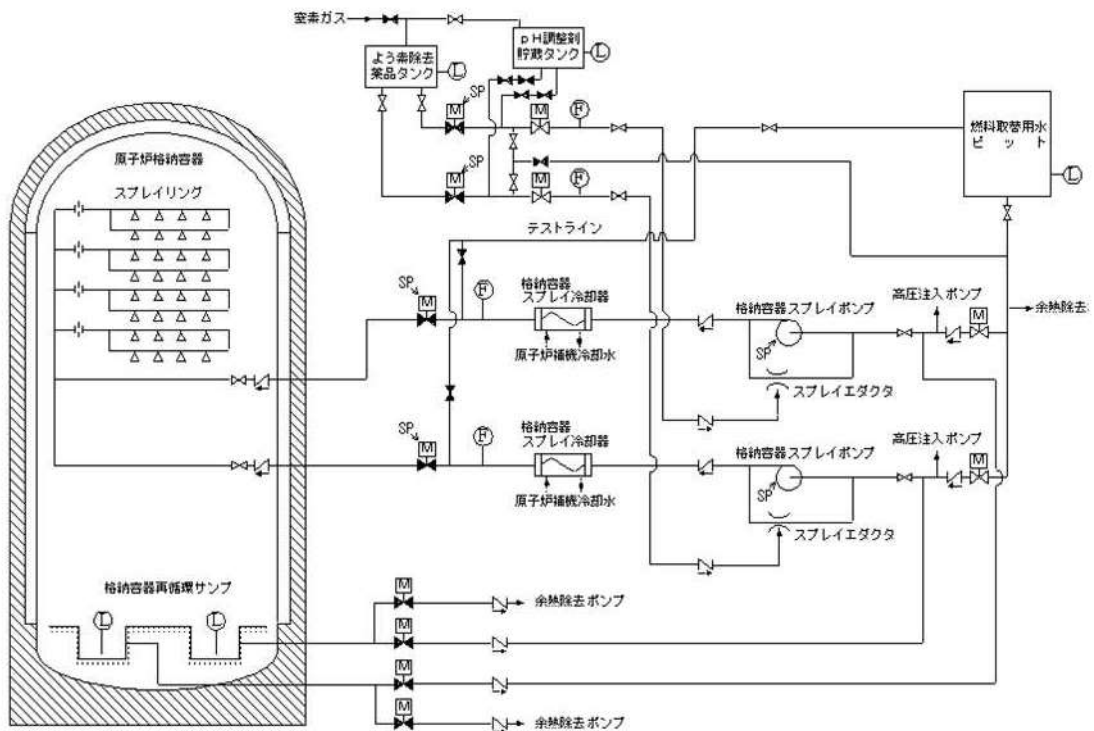 窒素ガス
pH調整剤
貯蔵タンク
L
よう素除去
薬品タンク
L
SP
M
M
F
燃料取替用水
ピット
L
SP
M
M
F
原子炉格納容器
スプレイリング
テストライン
SP
M
F
格納容器
スプレイ冷却器
原子炉補機冷却水
格納容器スプレイポンプ
SP
高圧注入ポンプ
M
余熱除去
スプレイエダクタ
SP
M
F
格納容器
スプレイ冷却器
原子炉補機冷却水
格納容器スプレイポンプ
SP
高圧注入ポンプ
M
スプレイエダクタ
格納容器再循環サンプ
L
L
M
余熱除去ポンプ
M
M
M
余熱除去ポンプ